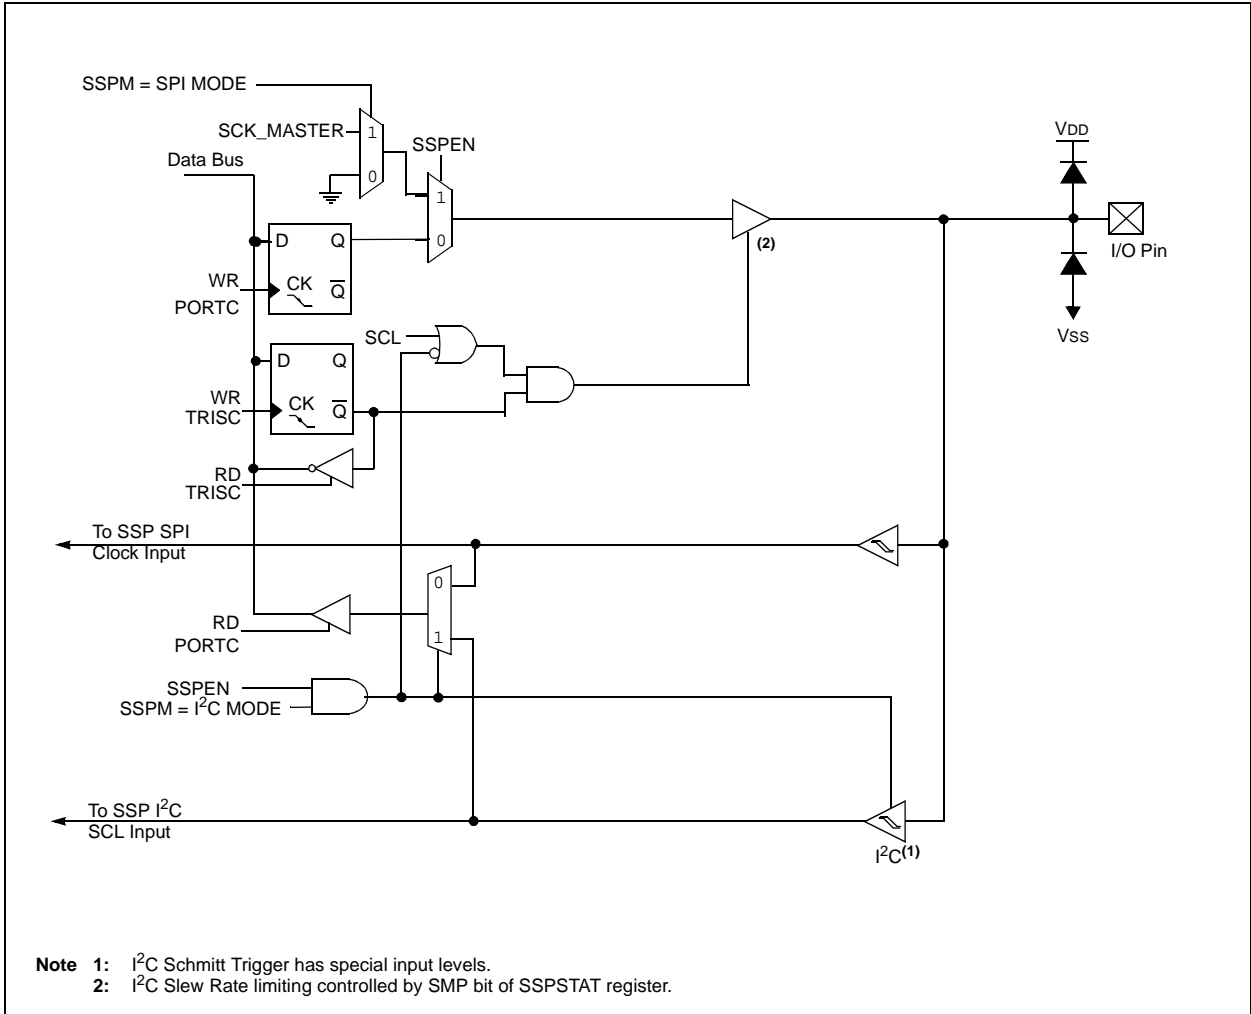 SSPM = SPI MODE
SCK_MASTER
1
SSPEN
Data Bus
0
1
VDD
D
Q
0
(2)
I/O Pin
WR
PORTC
CK
Q̅
VSS
SCL
D
Q
WR
TRISC
CK
Q̅
RD
TRISC
To SSP SPI
Clock Input
0
RD
PORTC
1
SSPEN
SSPM = I²C MODE
To SSP I²C
SCL Input
I²C(1)
Note 1: I²C Schmitt Trigger has special input levels.
2: I²C Slew Rate limiting controlled by SMP bit of SSPSTAT register.